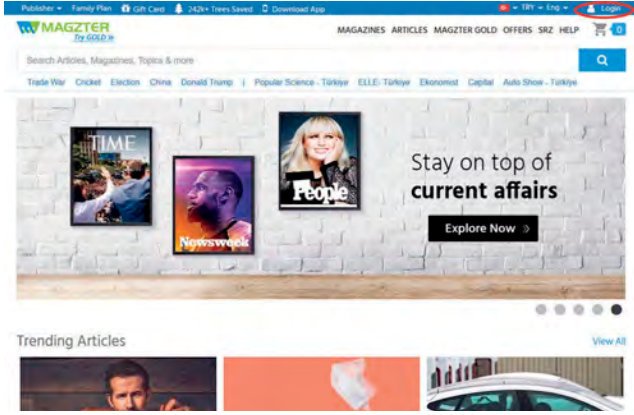 Publisher Family Plan Gift Card 242k+ Trees Saved Download App TRY Eng Login
MAGZTER
Try GOLD »
MAGAZINES ARTICLES MAGZTER GOLD OFFERS SRZ HELP 0
Search Articles, Magazines, Topics & more
Trade War Cricket Election China Donald Trump | Popular Science - Türkiye ELLE- Türkiye Ekonomist Capital Auto Show - Türkiye
TIME
Newsweek
People
Stay on top of
current affairs
Explore Now »
Trending Articles View All